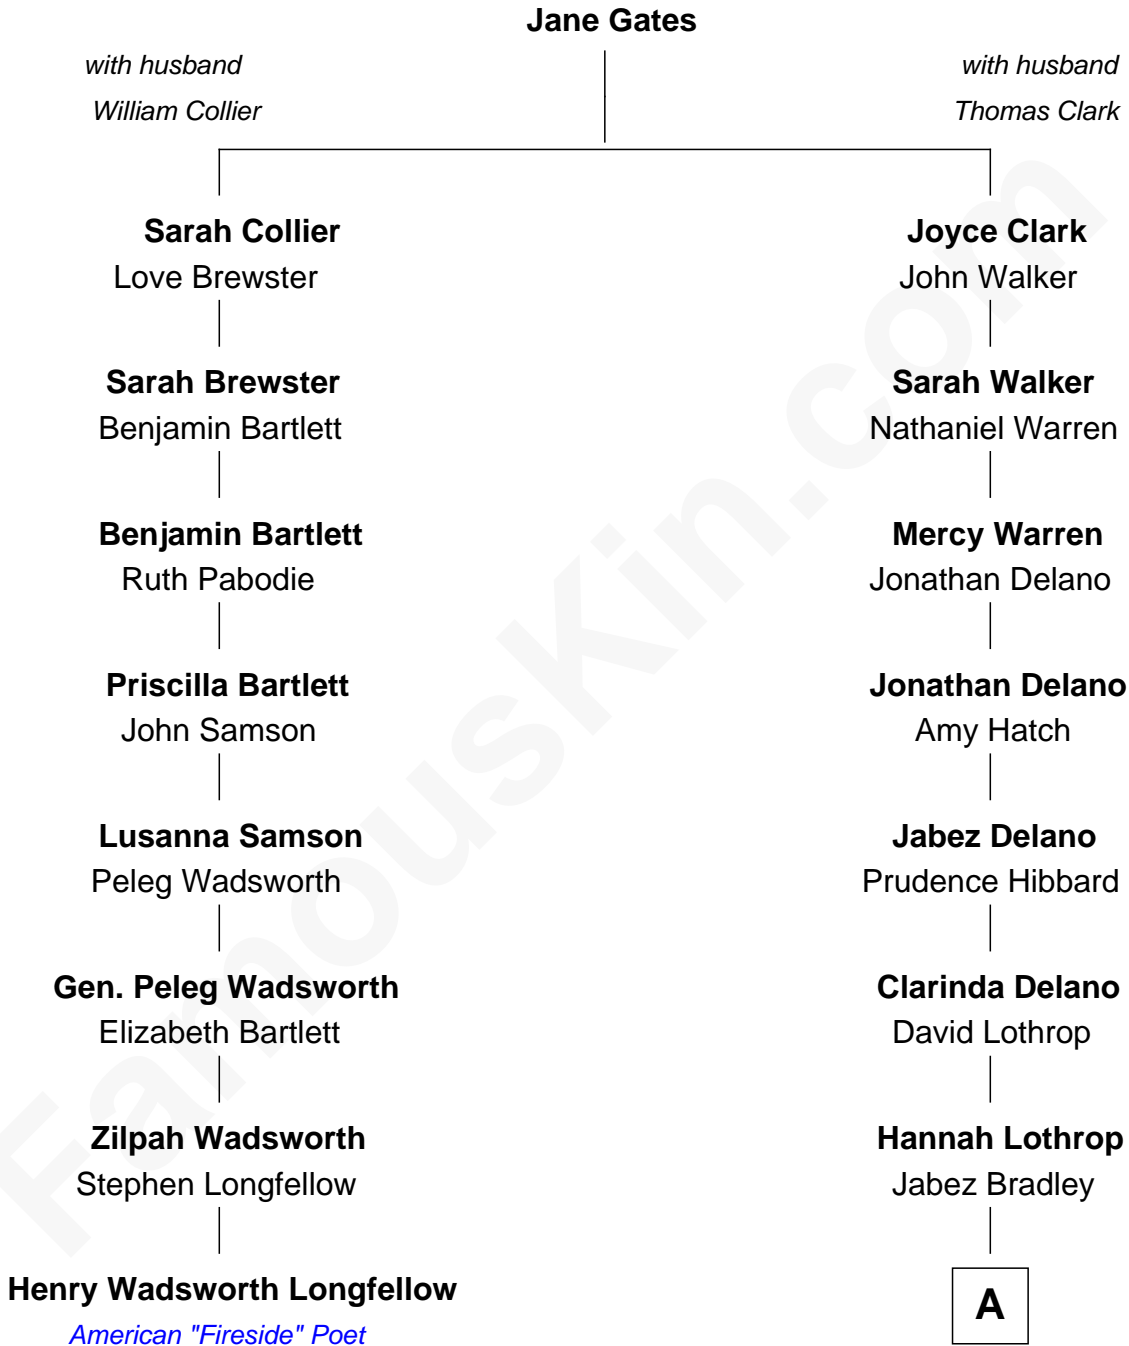 Jane Gates
with husband
William Collier
with husband
Thomas Clark
Sarah Collier
Love Brewster
Joyce Clark
John Walker
Sarah Brewster
Benjamin Bartlett
Sarah Walker
Nathaniel Warren
Benjamin Bartlett
Ruth Pabodie
Mercy Warren
Jonathan Delano
Priscilla Bartlett
John Samson
Jonathan Delano
Amy Hatch
Lusanna Samson
Peleg Wadsworth
Jabez Delano
Prudence Hibbard
Gen. Peleg Wadsworth
Elizabeth Bartlett
Clarinda Delano
David Lothrop
Zilpah Wadsworth
Stephen Longfellow
Hannah Lothrop
Jabez Bradley
Henry Wadsworth Longfellow
American "Fireside" Poet
A
FamousKin.com